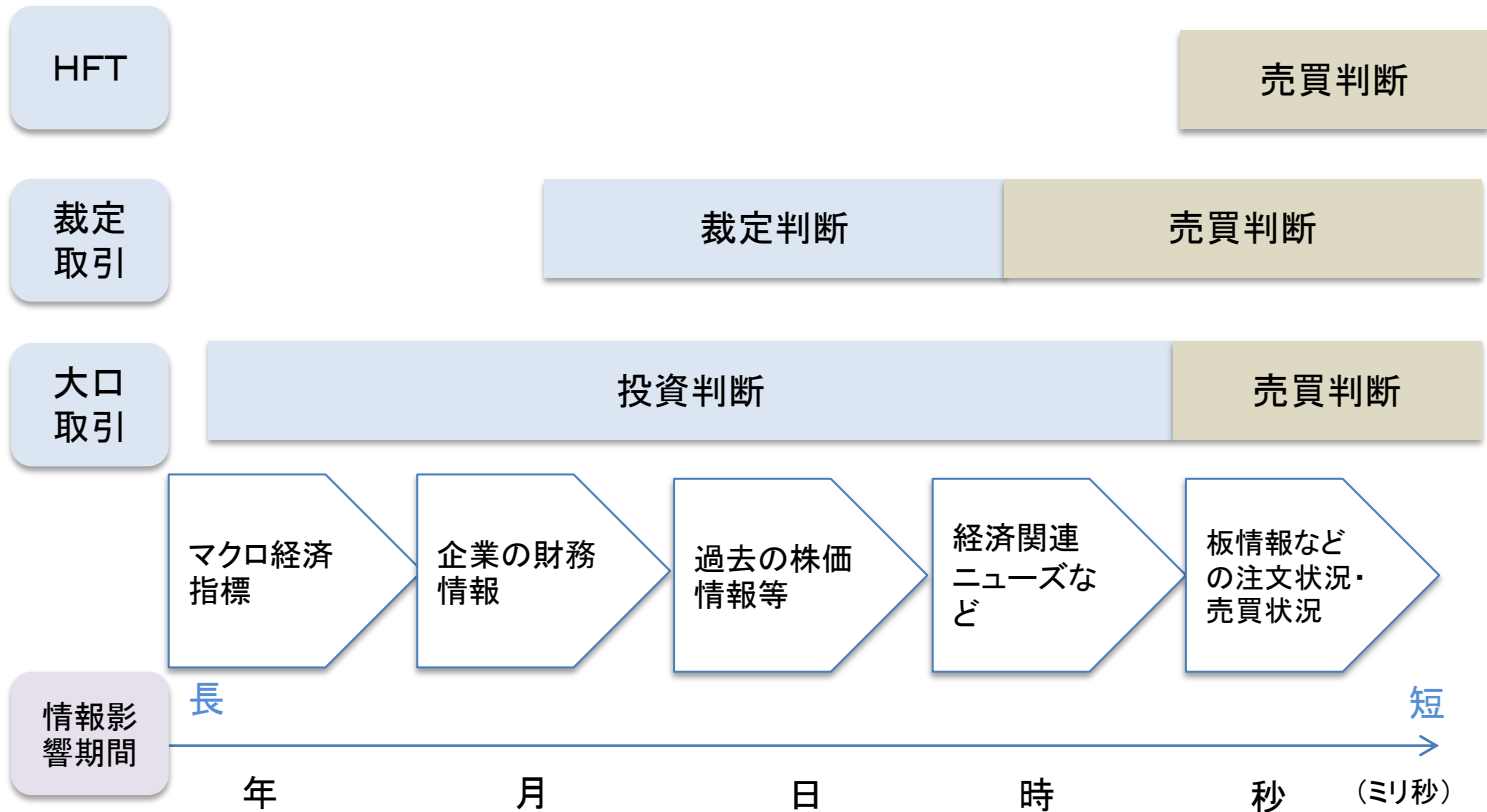 HFT
売買判断
裁定
取引
裁定判断
売買判断
大口
取引
投資判断
売買判断
マクロ経済
指標
企業の財務
情報
過去の株価
情報等
経済関連
ニューズな
ど
板情報など
の注文状況・
売買状況
情報影
響期間
長
短
年
月
日
時
秒
(ミリ秒)